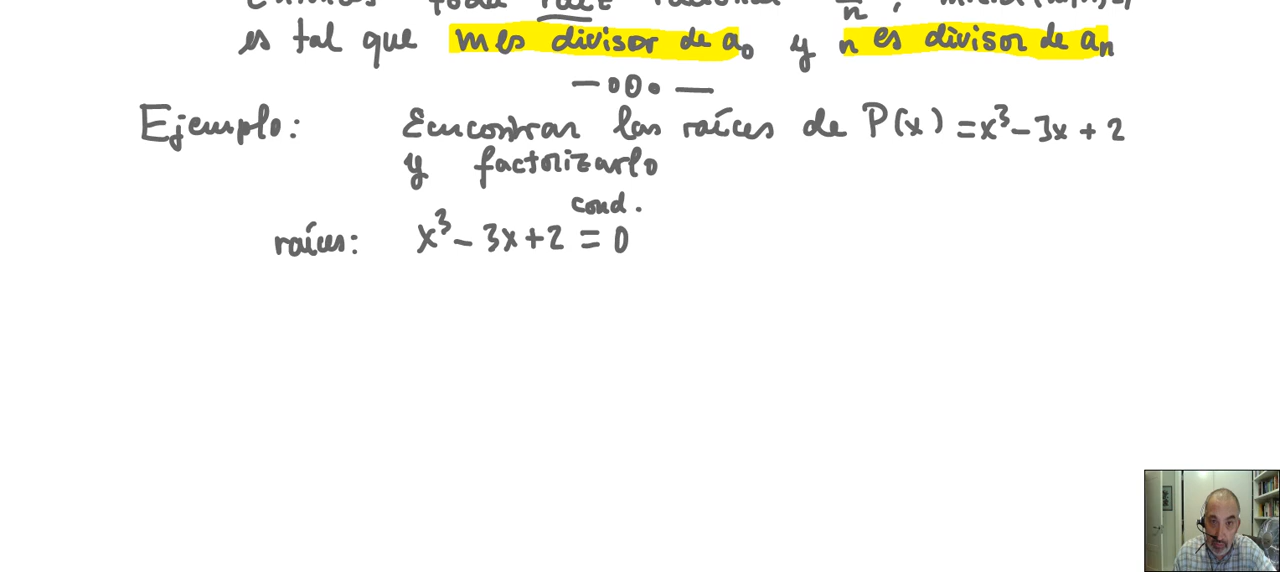 es tal que m es divisor de a₀ y n es divisor de aₙ
—o0o—
Ejemplo: Encontrar las raíces de P(x) = x³ - 3x + 2
y factorizarlo
cond.
raíces: x³ - 3x + 2 = 0